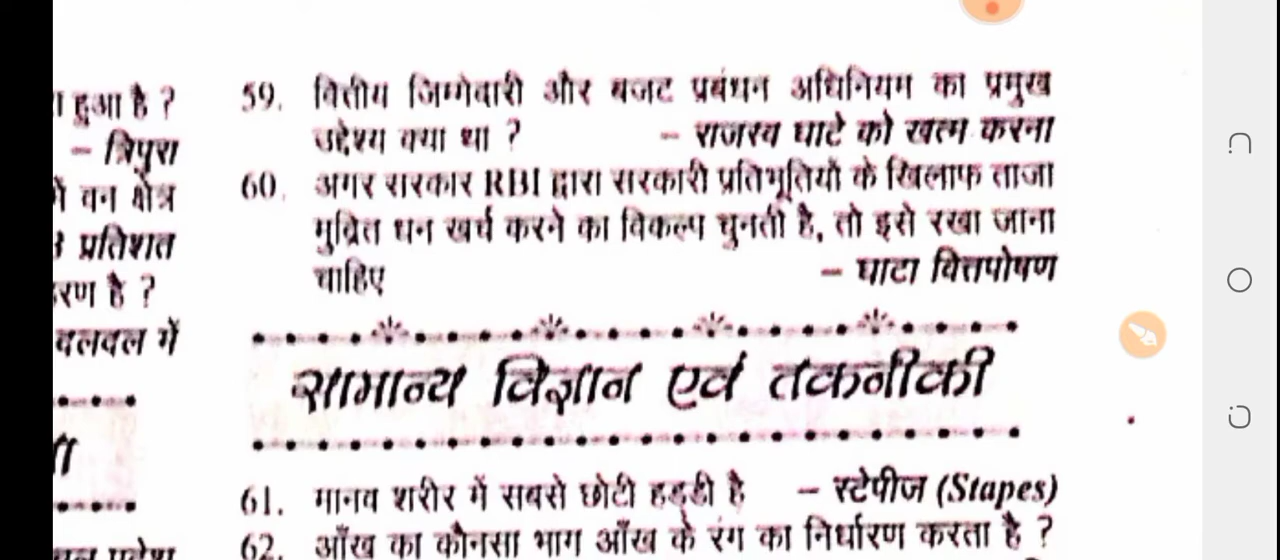 हुआ है ?
– त्रिपुरा
वन क्षेत्र
प्रतिशत
है ?
दलदल में
59. वित्तीय जिम्मेवारी और बजट प्रबंधन अधिनियम का प्रमुख
उद्देश्य क्या था ? – राजस्व घाटे को खत्म करना
60. अगर सरकार RBI द्वारा सरकारी प्रतिभूतियों के खिलाफ ताजा
मुद्रित धन खर्च करने का विकल्प चुनती है, तो इसे रखा जाना
चाहिए – घाटा वित्तपोषण
सामान्य विज्ञान एवं तकनीकी
61. मानव शरीर में सबसे छोटी हड्डी है – स्टेपीज (Stapes)
62. आँख का कौनसा भाग आँख के रंग का निर्धारण करता है ?